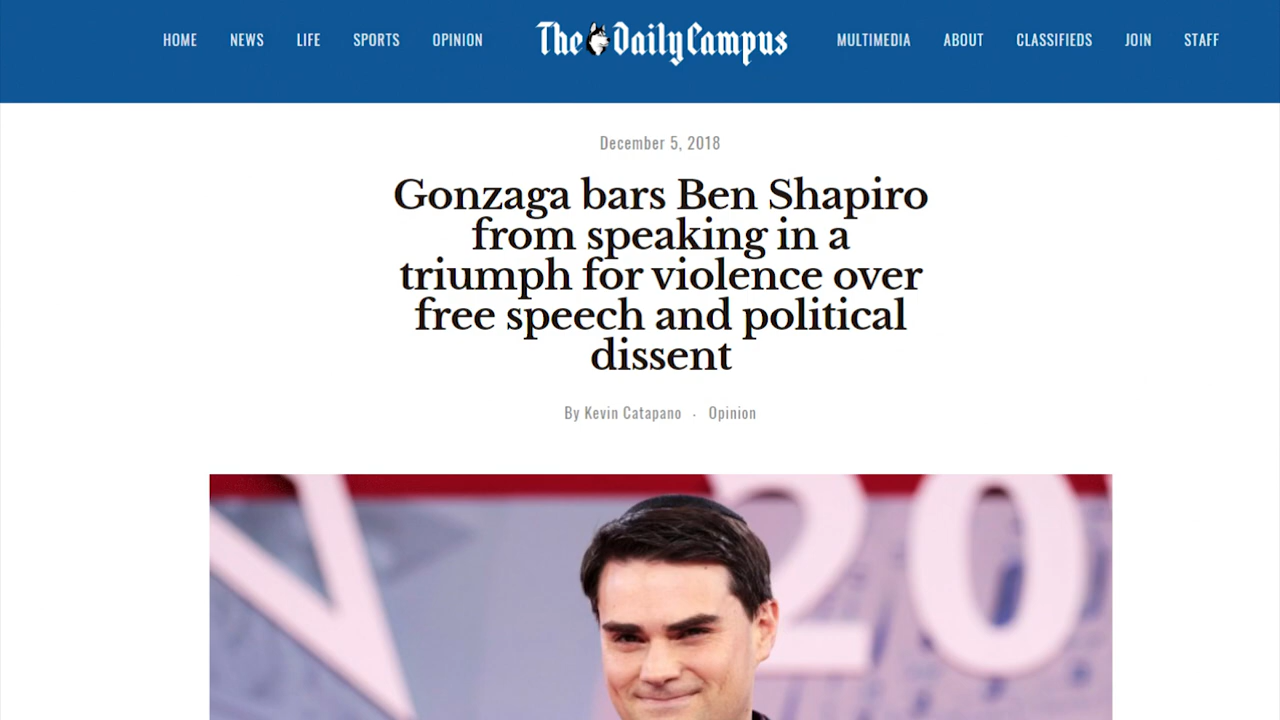 HOME NEWS LIFE SPORTS OPINION The Daily Campus MULTIMEDIA ABOUT CLASSIFIEDS JOIN STAFF
December 5, 2018
Gonzaga bars Ben Shapiro
from speaking in a
triumph for violence over
free speech and political
dissent
By Kevin Catapano · Opinion
V 20